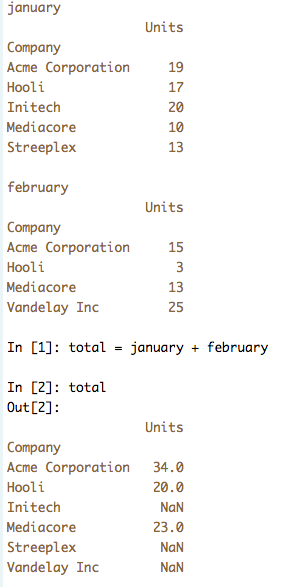 january
Units
Company
Acme Corporation 19
Hooli 17
Initech 20
Mediacore 10
Streeplex 13
february
Units
Company
Acme Corporation 15
Hooli 3
Mediacore 13
Vandelay Inc 25
In [1]: total = january + february
In [2]: total
Out[2]:
Units
Company
Acme Corporation 34.0
Hooli 20.0
Initech NaN
Mediacore 23.0
Streeplex NaN
Vandelay Inc NaN